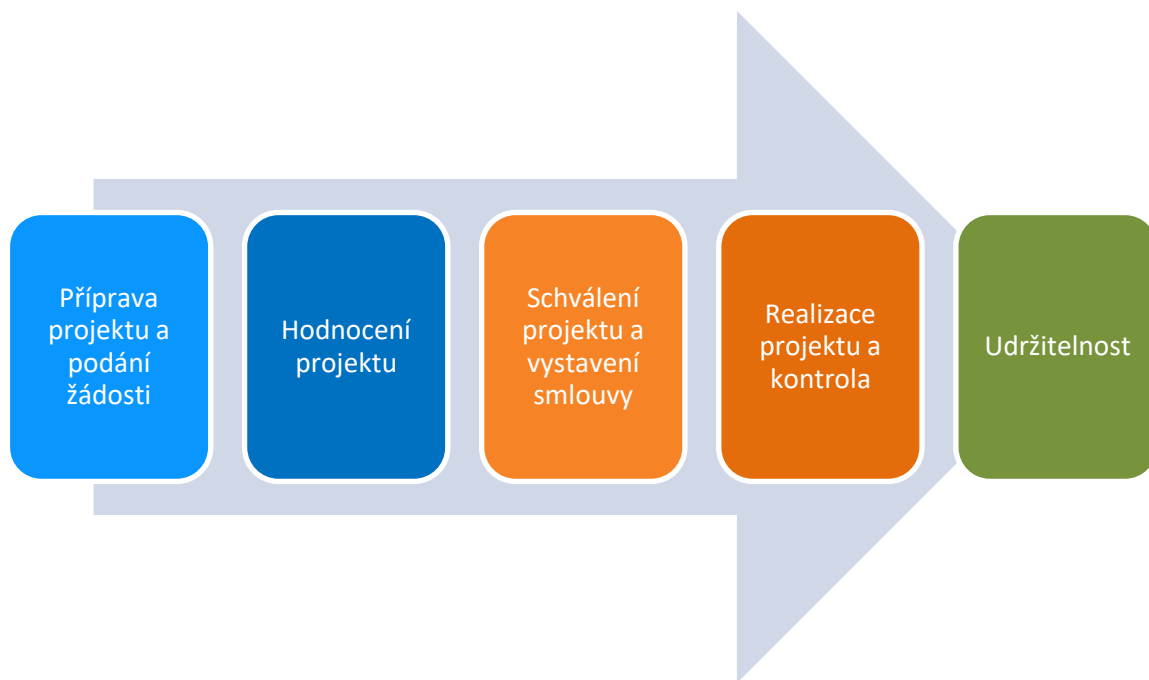 Příprava
projektu a
podání
žádosti
Hodnocení
projektu
Schválení
projektu a
vystavení
smlouvy
Realizace
projektu a
kontrola
Udržitelnost